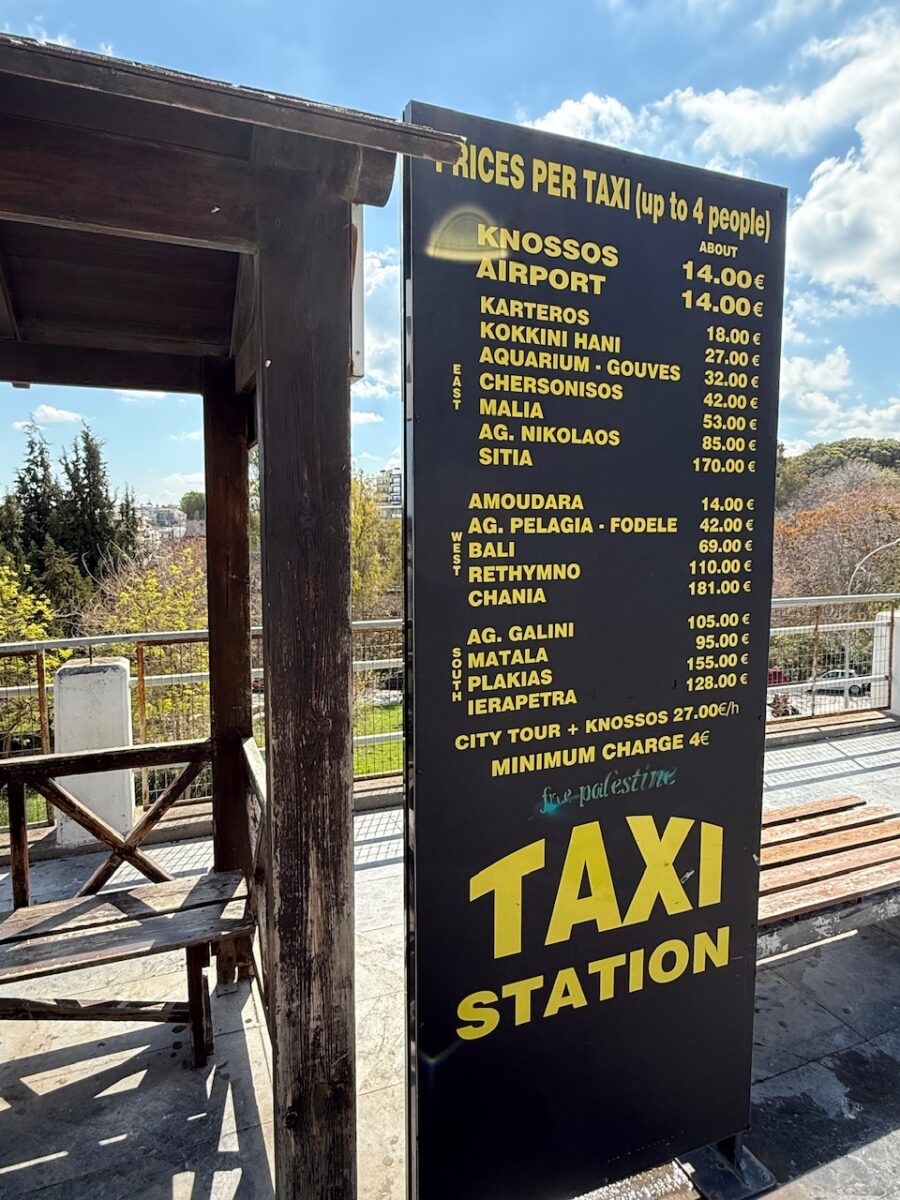 PRICES PER TAXI (up to 4 people)
ABOUT
KNOSSOS 14.00€
AIRPORT 14.00€
EAST
KARTEROS 18.00 €
KOKKINI HANI 27.00 €
AQUARIUM - GOUVES 32.00 €
CHERSONISOS 42.00 €
MALIA 53.00 €
AG. NIKOLAOS 85.00 €
SITIA 170.00 €
WEST
AMOUDARA 14.00 €
AG. PELAGIA - FODELE 42.00 €
BALI 69.00 €
RETHYMNO 110.00 €
CHANIA 181.00 €
SOUTH
AG. GALINI 105.00 €
MATALA 95.00 €
PLAKIAS 155.00 €
IERAPETRA 128.00 €
CITY TOUR + KNOSSOS 27.00€/h
MINIMUM CHARGE 4€
free palestine
TAXI
STATION